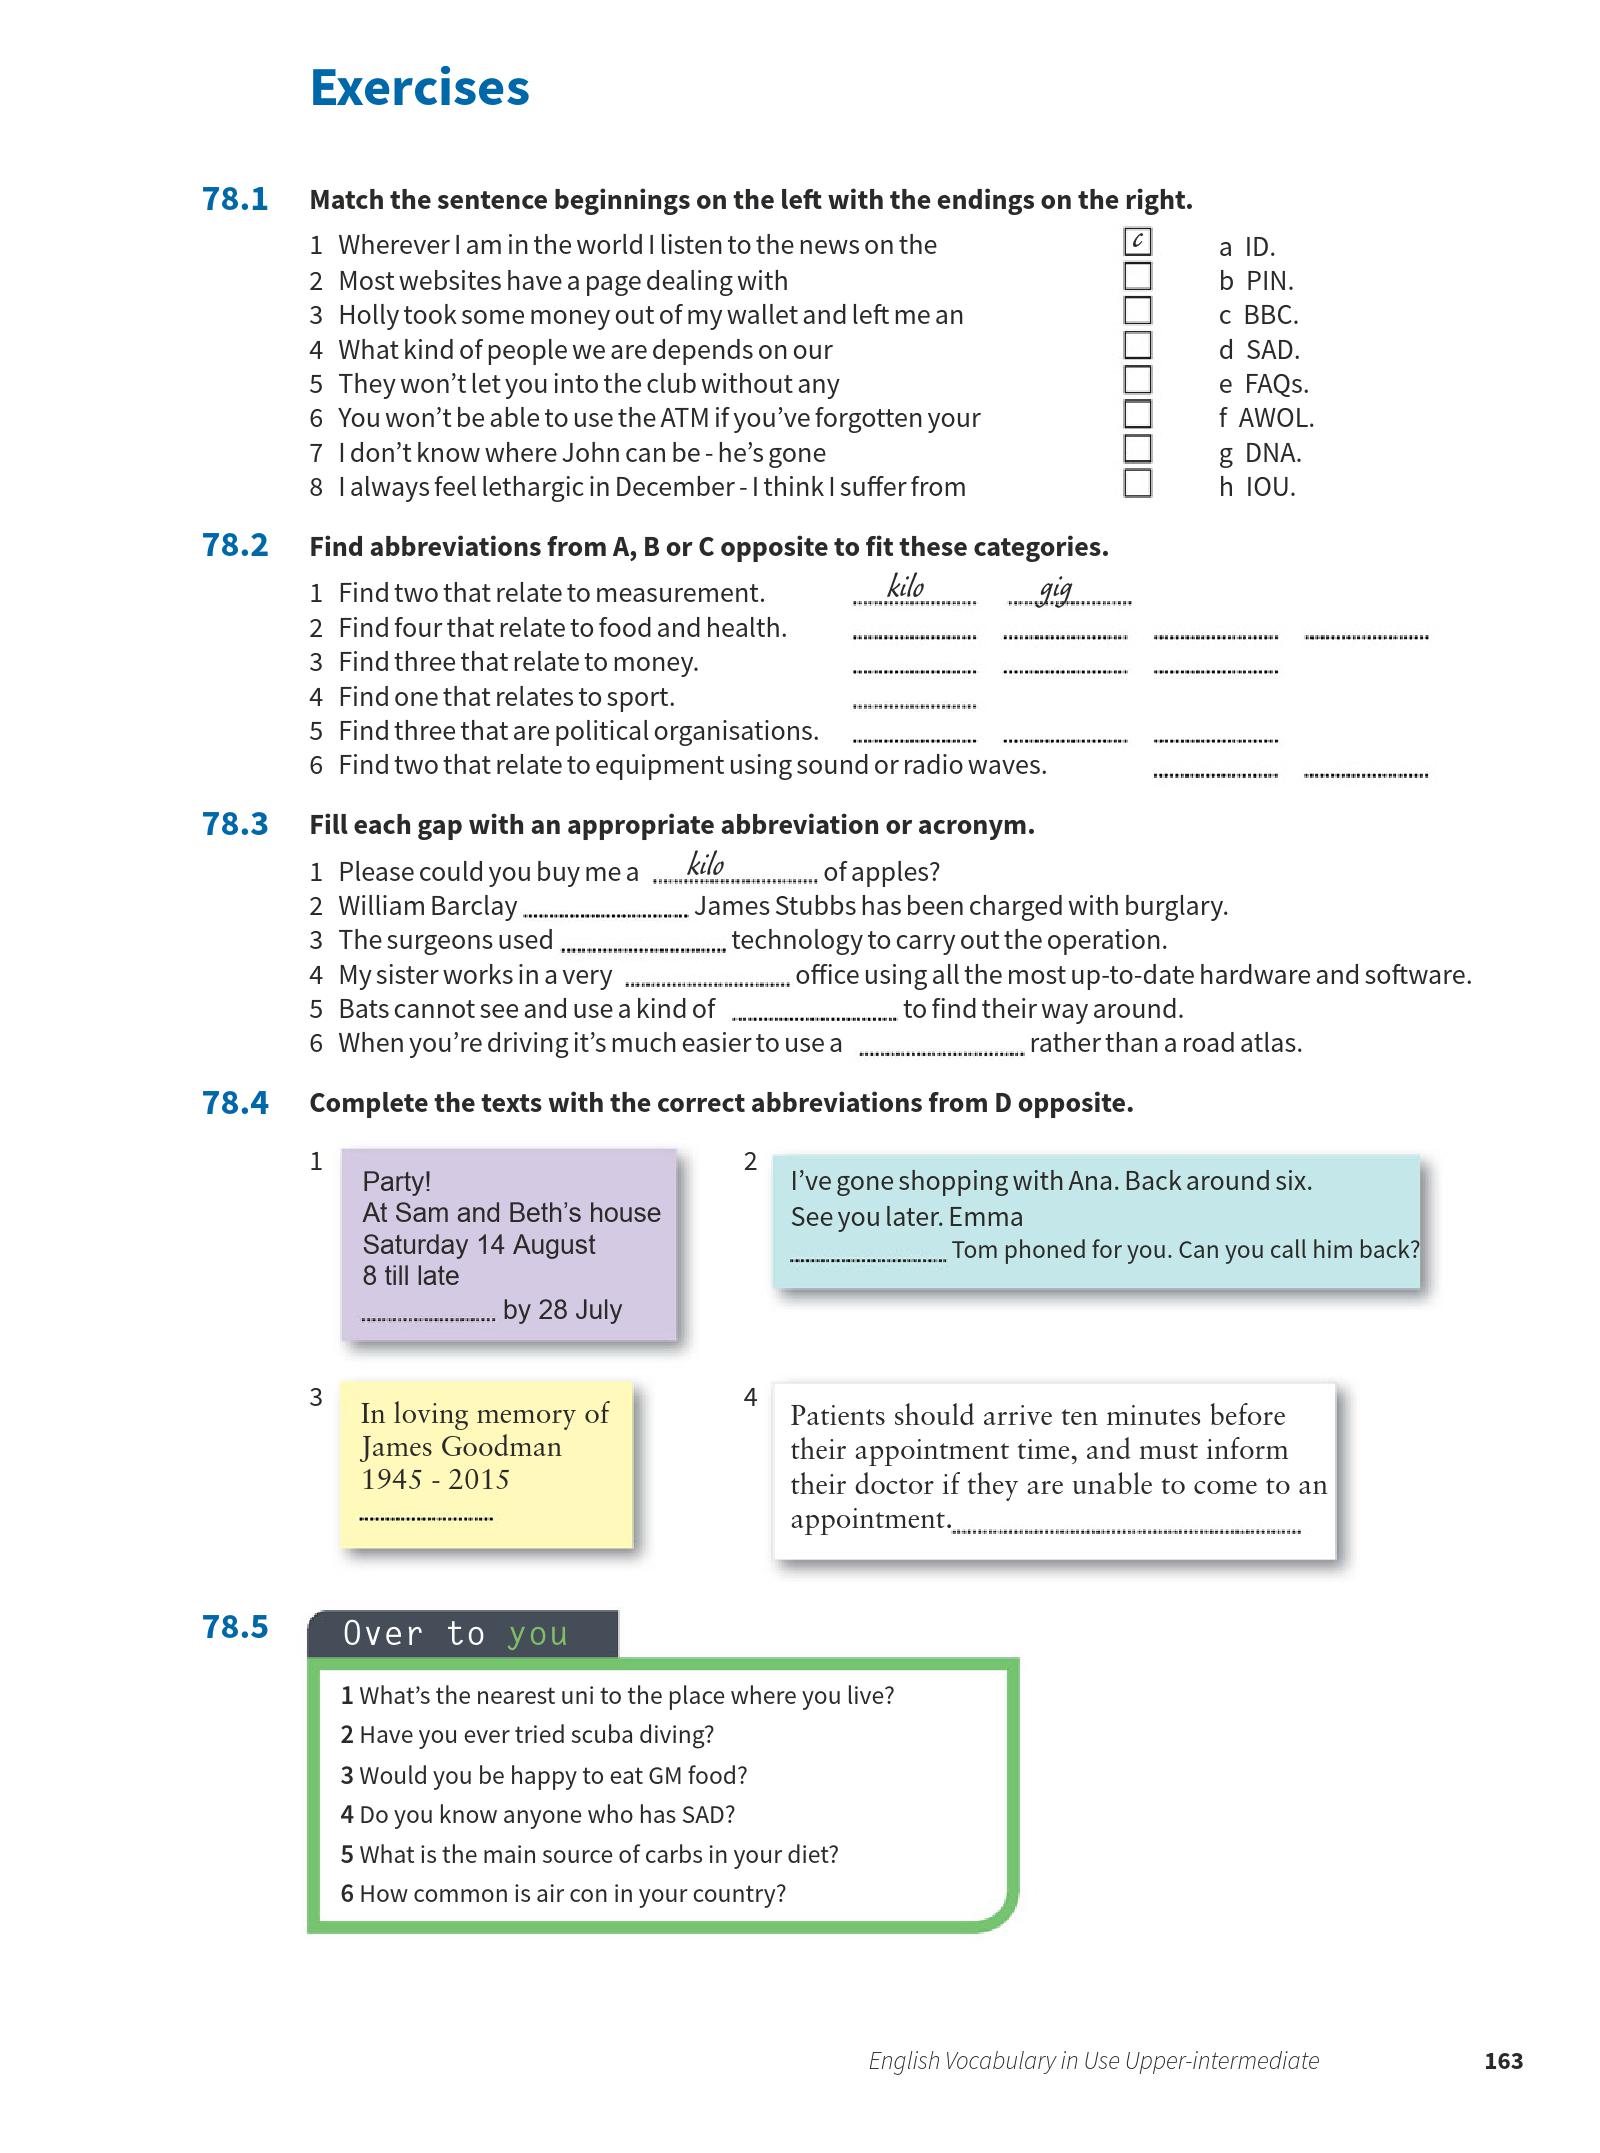 Exercises
78.1 Match the sentence beginnings on the left with the endings on the right.
1 Wherever I am in the world I listen to the news on the c a ID.
2 Most websites have a page dealing with b PIN.
3 Holly took some money out of my wallet and left me an c BBC.
4 What kind of people we are depends on our d SAD.
5 They won't let you into the club without any e FAQs.
6 You won't be able to use the ATM if you've forgotten your f AWOL.
7 I don't know where John can be - he's gone g DNA.
8 I always feel lethargic in December - I think I suffer from h IOU.
78.2 Find abbreviations from A, B or C opposite to fit these categories.
1 Find two that relate to measurement. kilo gig
2 Find four that relate to food and health.
3 Find three that relate to money.
4 Find one that relates to sport.
5 Find three that are political organisations.
6 Find two that relate to equipment using sound or radio waves.
78.3 Fill each gap with an appropriate abbreviation or acronym.
1 Please could you buy me a kilo of apples?
2 William Barclay ................ James Stubbs has been charged with burglary.
3 The surgeons used ................ technology to carry out the operation.
4 My sister works in a very ................ office using all the most up-to-date hardware and software.
5 Bats cannot see and use a kind of ................ to find their way around.
6 When you're driving it's much easier to use a ................ rather than a road atlas.
78.4 Complete the texts with the correct abbreviations from D opposite.
1
Party!
At Sam and Beth's house
Saturday 14 August
8 till late
................ by 28 July
2
I've gone shopping with Ana. Back around six.
See you later. Emma
................ Tom phoned for you. Can you call him back?
3
In loving memory of
James Goodman
1945 - 2015
................
4
Patients should arrive ten minutes before
their appointment time, and must inform
their doctor if they are unable to come to an
appointment.................
78.5 Over to you
1 What's the nearest uni to the place where you live?
2 Have you ever tried scuba diving?
3 Would you be happy to eat GM food?
4 Do you know anyone who has SAD?
5 What is the main source of carbs in your diet?
6 How common is air con in your country?
English Vocabulary in Use Upper-intermediate 163